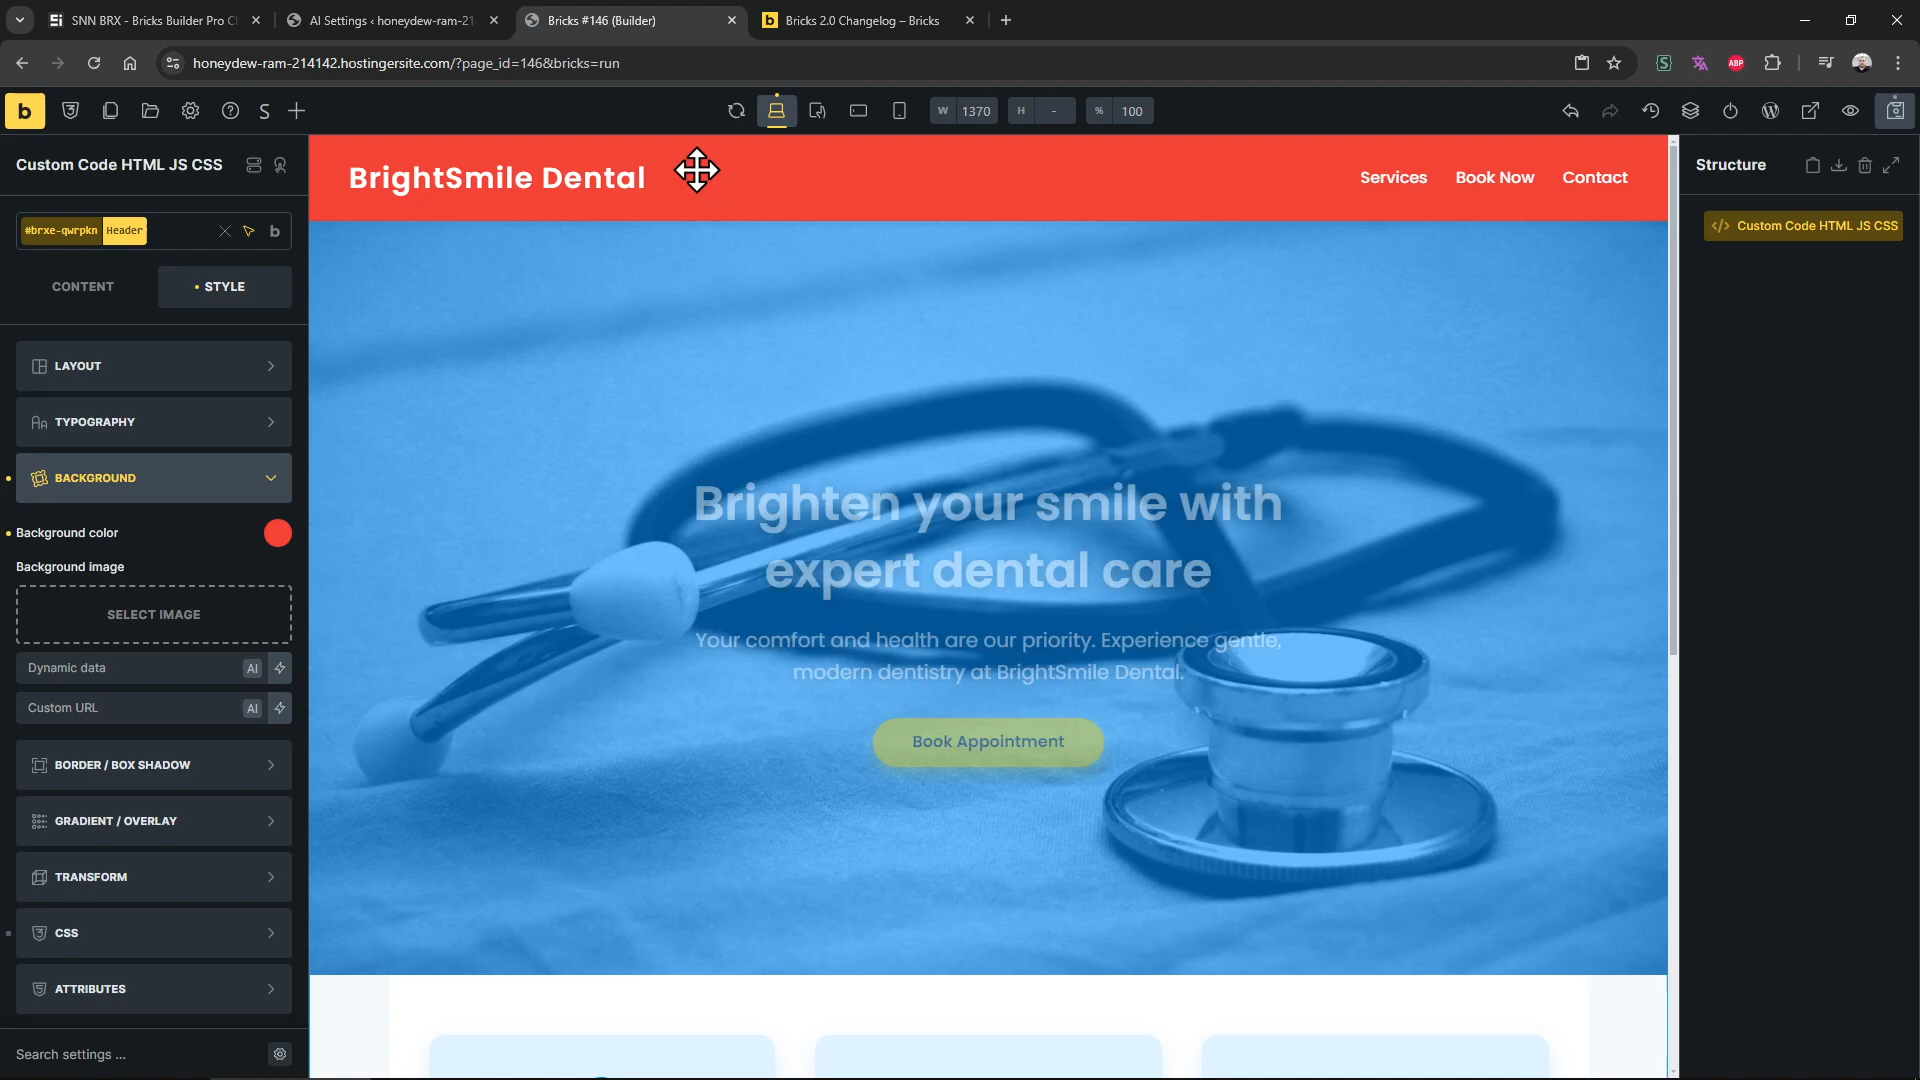 SNN BRX - Bricks Builder Pro Ch
AI Settings ‹ honeydew-ram-21
Bricks #146 (Builder)
Bricks 2.0 Changelog – Bricks
honeydew-ram-214142.hostingersite.com/?page_id=146&bricks=run
ABP
b
S
W 1370
H -
% 100
Custom Code HTML JS CSS
#brxe-qwrpkn Header
b
CONTENT
STYLE
LAYOUT
TYPOGRAPHY
BACKGROUND
Background color
Background image
SELECT IMAGE
Dynamic data AI
Custom URL AI
BORDER / BOX SHADOW
GRADIENT / OVERLAY
TRANSFORM
CSS
ATTRIBUTES
Search settings ...
BrightSmile Dental
Services
Book Now
Contact
Brighten your smile with
expert dental care
Your comfort and health are our priority. Experience gentle,
modern dentistry at BrightSmile Dental.
Book Appointment
Structure
Custom Code HTML JS CSS